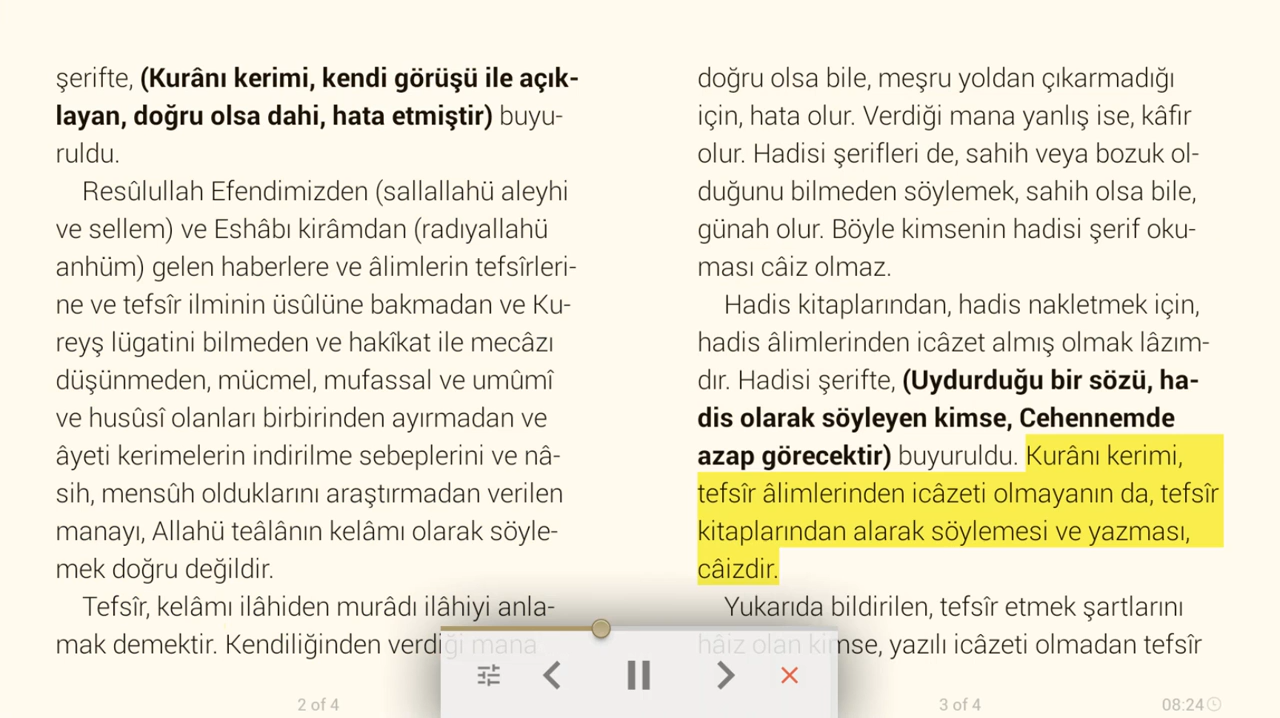 şerifte, (Kurânı kerimi, kendi görüşü ile açık-
layan, doğru olsa dahi, hata etmiştir) buyu-
ruldu.
Resûlullah Efendimizden (sallallahü aleyhi
ve sellem) ve Eshâbı kirâmdan (radıyallahü
anhüm) gelen haberlere ve âlimlerin tefsîrleri-
ne ve tefsîr ilminin üsûlüne bakmadan ve Ku-
reyş lügatini bilmeden ve hakîkat ile mecâzı
düşünmeden, mücmel, mufassal ve umûmî
ve husûsî olanları birbirinden ayırmadan ve
âyeti kerimelerin indirilme sebeplerini ve nâ-
sih, mensûh olduklarını araştırmadan verilen
manayı, Allahü teâlânın kelâmı olarak söyle-
mek doğru değildir.
Tefsîr, kelâmı ilâhiden murâdı ilâhiyi anla-
mak demektir. Kendiliğinden verdiği mana
2 of 4
doğru olsa bile, meşru yoldan çıkarmadığı
için, hata olur. Verdiği mana yanlış ise, kâfir
olur. Hadisi şerifleri de, sahih veya bozuk ol-
duğunu bilmeden söylemek, sahih olsa bile,
günah olur. Böyle kimsenin hadisi şerif oku-
ması câiz olmaz.
Hadis kitaplarından, hadis nakletmek için,
hadis âlimlerinden icâzet almış olmak lâzım-
dır. Hadisi şerifte, (Uydurduğu bir sözü, ha-
dis olarak söyleyen kimse, Cehennemde
azap görecektir) buyuruldu. Kurânı kerimi,
tefsîr âlimlerinden icâzeti olmayanın da, tefsîr
kitaplarından alarak söylemesi ve yazması,
câizdir.
Yukarıda bildirilen, tefsîr etmek şartlarını
hâiz olan kimse, yazılı icâzeti olmadan tefsîr
3 of 4
08:24